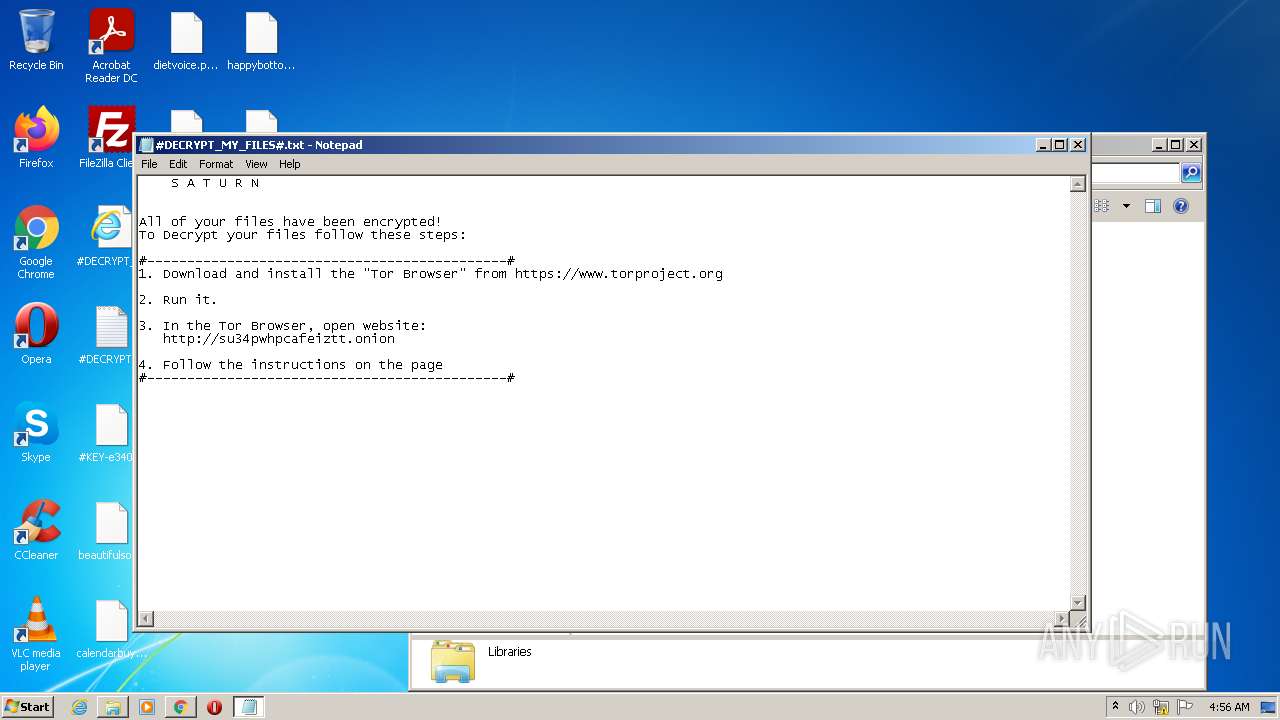 Recycle Bin
Acrobat
Reader DC
dietvoice.p...
happybotto...
Firefox
FileZilla Clie
Google
Chrome
#DECRYPT_
Opera
#DECRYPT
Skype
#KEY-e340
CCleaner
beautifulso
VLC media
player
calendarbuy....
#DECRYPT_MY_FILES#.txt - Notepad
File Edit Format View Help
S A T U R N
All of your files have been encrypted!
To Decrypt your files follow these steps:
#---------------------------------------------#
1. Download and install the "Tor Browser" from https://www.torproject.org
2. Run it.
3. In the Tor Browser, open website:
http://su34pwhpcafeiztt.onion
4. Follow the instructions on the page
#---------------------------------------------#
Libraries
ANY RUN
Start
4:56 AM